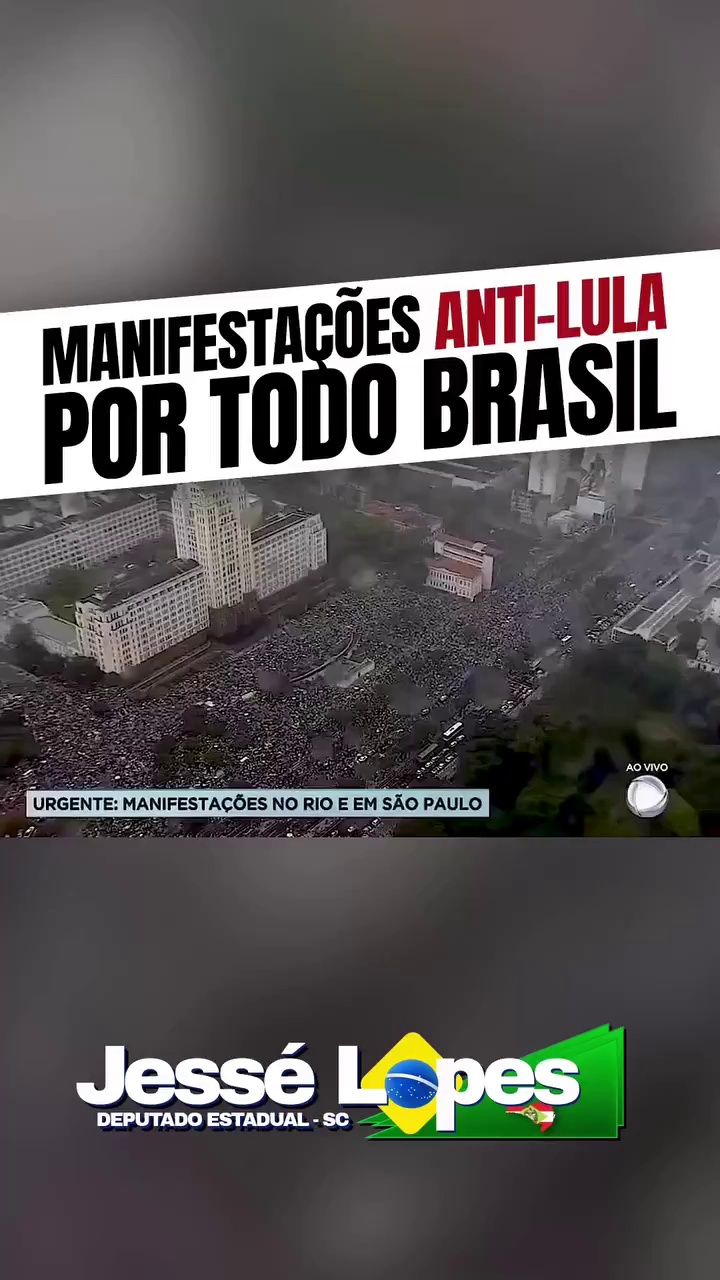 MANIFESTAÇÕES ANTI-LULA
POR TODO BRASIL
AO VIVO
URGENTE: MANIFESTAÇÕES NO RIO E EM SÃO PAULO
Jessé Lopes
DEPUTADO ESTADUAL - SC